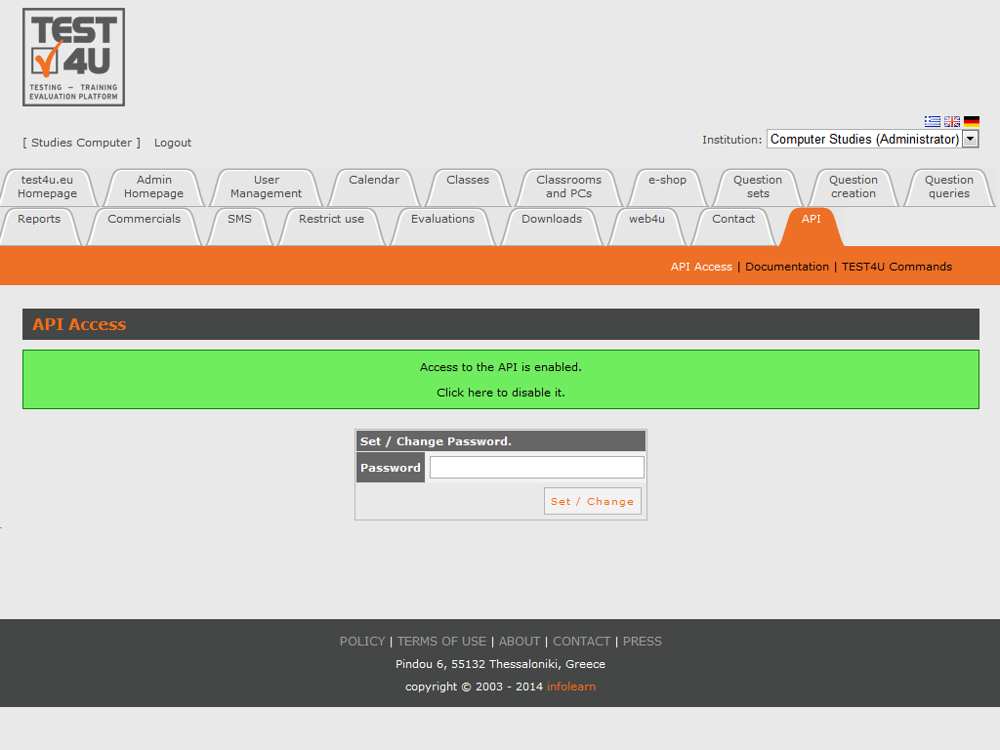 TEST
4U
TESTING – TRAINING
EVALUATION PLATFORM
[ Studies Computer ] Logout
Institution: Computer Studies (Administrator)
test4u.eu Homepage
Admin Homepage
User Management
Calendar
Classes
Classrooms and PCs
e-shop
Question sets
Question creation
Question queries
Reports
Commercials
SMS
Restrict use
Evaluations
Downloads
web4u
Contact
API
API Access | Documentation | TEST4U Commands
API Access
Access to the API is enabled.
Click here to disable it.
Set / Change Password.
Password
Set / Change
POLICY | TERMS OF USE | ABOUT | CONTACT | PRESS
Pindou 6, 55132 Thessaloniki, Greece
copyright © 2003 - 2014 infolearn